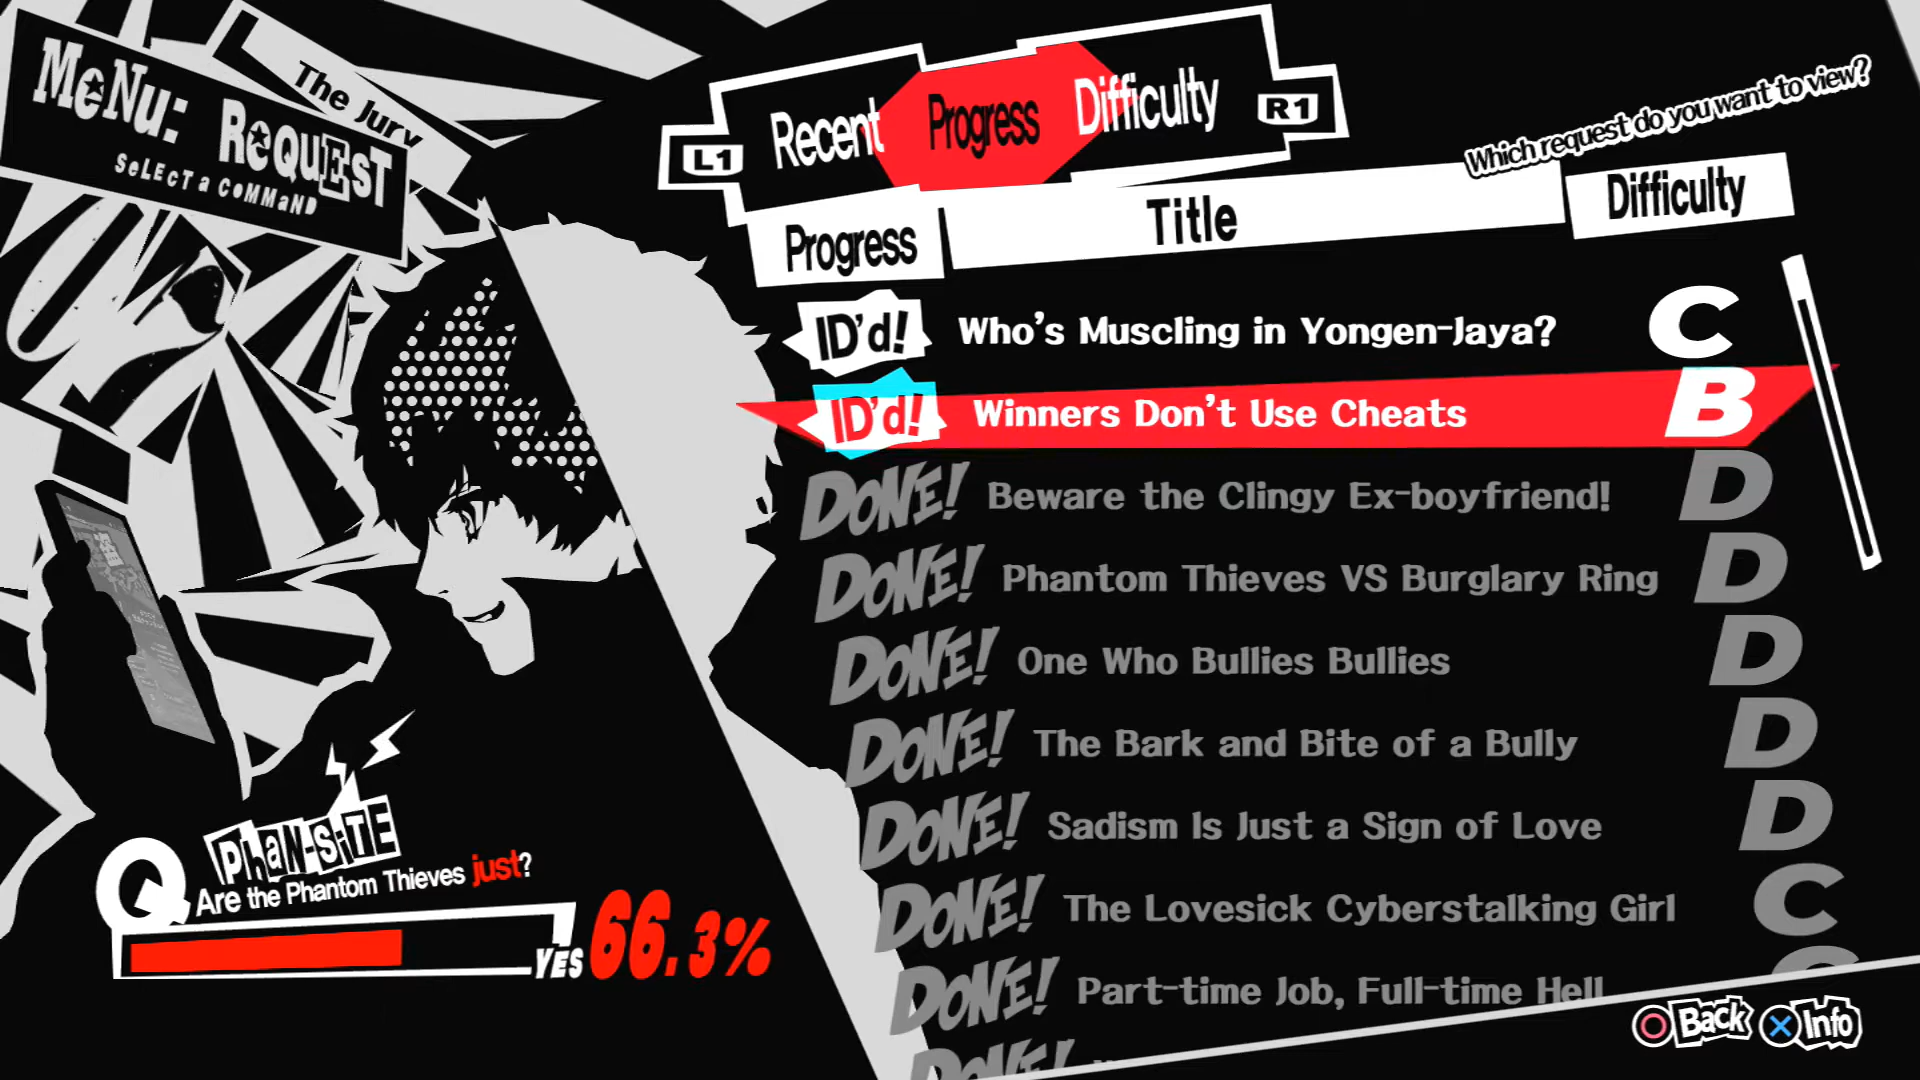 MENU: REQUEST
SELECT a COMMAND
The Jury
L1
Recent
Progress
Difficulty
R1
Which request do you want to view?
Progress
Title
Difficulty
ID'd!
Who's Muscling in Yongen-Jaya?
C
ID'd!
Winners Don't Use Cheats
B
DONE!
Beware the Clingy Ex-boyfriend!
D
DONE!
Phantom Thieves VS Burglary Ring
D
DONE!
One Who Bullies Bullies
D
DONE!
The Bark and Bite of a Bully
D
DONE!
Sadism Is Just a Sign of Love
D
DONE!
The Lovesick Cyberstalking Girl
C
DONE!
Part-time Job, Full-time Hell
DONE!
PhaN-SiTE
Q Are the Phantom Thieves just?
YES 66.3%
Back
Info